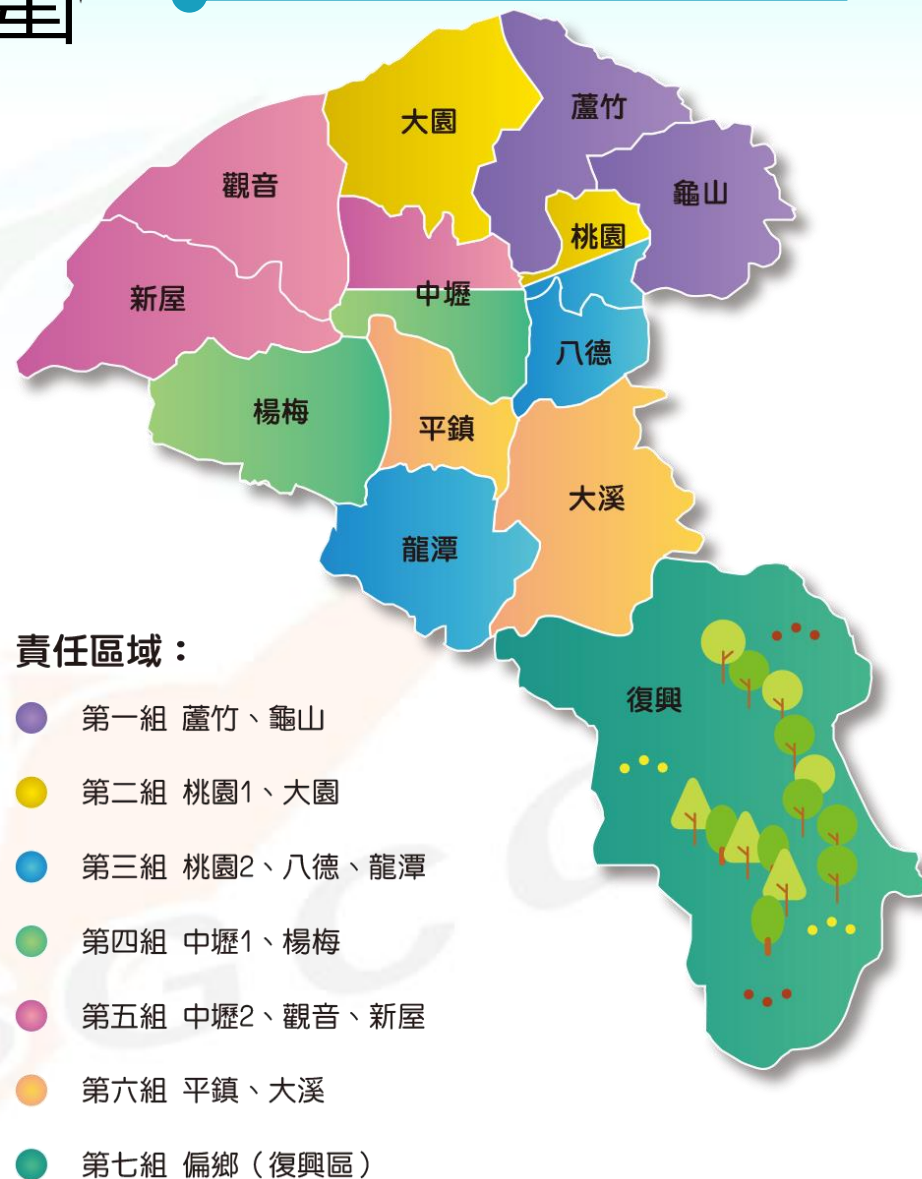 大園
蘆竹
觀音
龜山
桃園
新屋
中壢
八德
楊梅
平鎮
大溪
龍潭
復興
責任區域：
第一組 蘆竹、龜山
第二組 桃園1、大園
第三組 桃園2、八德、龍潭
第四組 中壢1、楊梅
第五組 中壢2、觀音、新屋
第六組 平鎮、大溪
第七組 偏鄉（復興區）